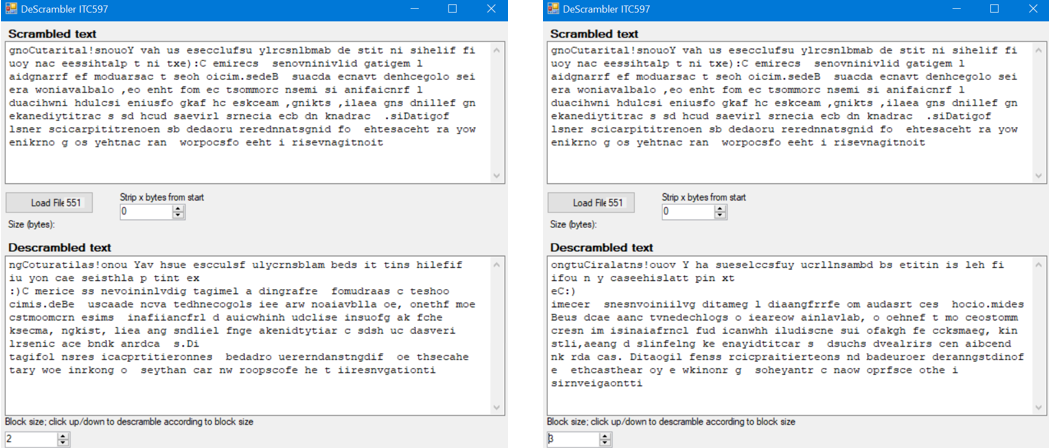 DeScrambler ITC597
Scrambled text
gnoCutarital!snouoY vah us esecclufsu ylrcsnlbmab de stit ni sihelif fi
uoy nac eessihtalp t ni txe):C emirecs  senovninivlid gatigem l
aidgnarrf ef moduarsac t seoh oicim.sedeB  suacda ecnavt denhcegolo sei
era woniavalbalo ,eo enht fom ec tsommorc nsemi si anifaicnrf l
duacihwni hdulcsi eniusfo gkaf hc eskceam ,gnikts ,ilaea gns dnillef gn
ekanediytitrac s sd hcud saevirl srnecia ecb dn knadrac  .siDatigof
lsner scicarpititrenoen sb dedaoru rerednnatsgnid fo  ehtesaceht ra yow
enikrno g os yehtnac ran  worpocsfo eeht i risevnagitnoit
Load File 551
Strip x bytes from start
0
Size (bytes):
Descrambled text
ngCoturatilas!onou Yav hsue escculsf ulycrnsblam beds it tins hilefif
iu yon cae seisthla p tint ex
:)C merice ss nevoininlvdig tagimel a dingrafre  fomudraas c teshoo
cimis.deBe  uscaade ncva tedhnecogols iee arw noaiavblla oe, onethf moe
cstmoomcrn esims  inafiiancfrl d auicwhinh udclise insuofg ak fche
ksecma, ngkist, liea ang sndliel fnge akenidtytiar c sdsh uc dasveri
lrsenic ace bndk anrdca  s.Di
tagifol nsres icacprtitieronnes  bedadro uererndanstngdif  oe thsecahe
tary woe inrkong o  seythan car nw roopscofe he t iiresnvgationti
Block size; click up/down to descramble according to block size
2
DeScrambler ITC597
Scrambled text
gnoCutarital!snouoY vah us esecclufsu ylrcsnlbmab de stit ni sihelif fi
uoy nac eessihtalp t ni txe):C emirecs  senovninivlid gatigem l
aidgnarrf ef moduarsac t seoh oicim.sedeB  suacda ecnavt denhcegolo sei
era woniavalbalo ,eo enht fom ec tsommorc nsemi si anifaicnrf l
duacihwni hdulcsi eniusfo gkaf hc eskceam ,gnikts ,ilaea gns dnillef gn
ekanediytitrac s sd hcud saevirl srnecia ecb dn knadrac  .siDatigof
lsner scicarpititrenoen sb dedaoru rerednnatsgnid fo  ehtesaceht ra yow
enikrno g os yehtnac ran  worpocsfo eeht i risevnagitnoit
Load File 551
Strip x bytes from start
0
Size (bytes):
Descrambled text
ongtuCiralatns!ouov Y ha sueselccsfuy ucrllnsambd bs etitin is leh fi
ifou n y caseehislatt pin xt
eC:)
imecer  snesnvoiniilvg ditameg l diaangfrrfe om audasrt ces  hocio.mides
Beus dcae aanc tvnedechlogs o ieareow ainlavlab, o oehnef t mo ceostomm
cresn im isinaiafrncl fud icanwhh iludiscne sui ofakgh fe ccksmaeg, kin
stli,aeang d slinfelng ke enayidtitcar s  dsuchs dvealrirs cen aibcend
nk rda cas. Ditaogil fenss rcicpraitierteons nd badeuroer deranngstdinof
e  ethcasthear oy e wkinonr g  soheyantr c naow oprfsce othe i
sirnveigaontti
Block size; click up/down to descramble according to block size
3